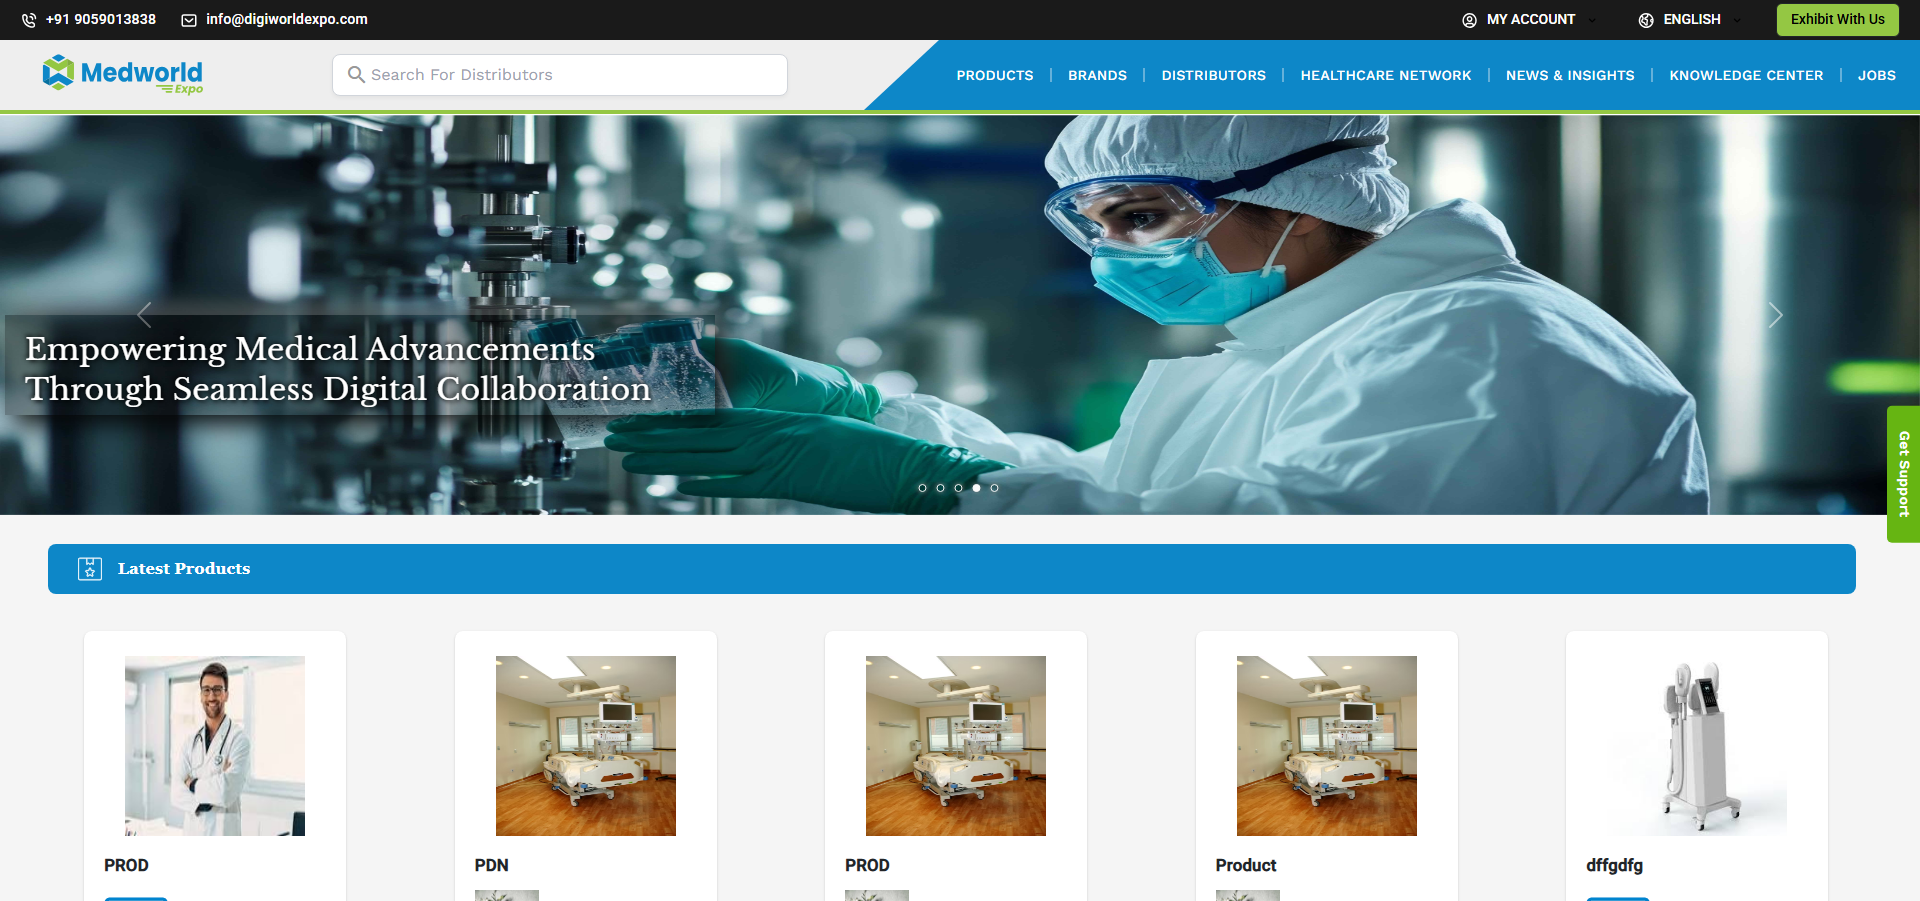 +91 9059013838
info@digiworldexpo.com
MY ACCOUNT
ENGLISH
Exhibit With Us
Medworld
Expo
Search For Distributors
PRODUCTS
BRANDS
DISTRIBUTORS
HEALTHCARE NETWORK
NEWS & INSIGHTS
KNOWLEDGE CENTER
JOBS
Empowering Medical Advancements
Through Seamless Digital Collaboration
Get Support
Latest Products
PROD
PDN
PROD
Product
dffgdfg